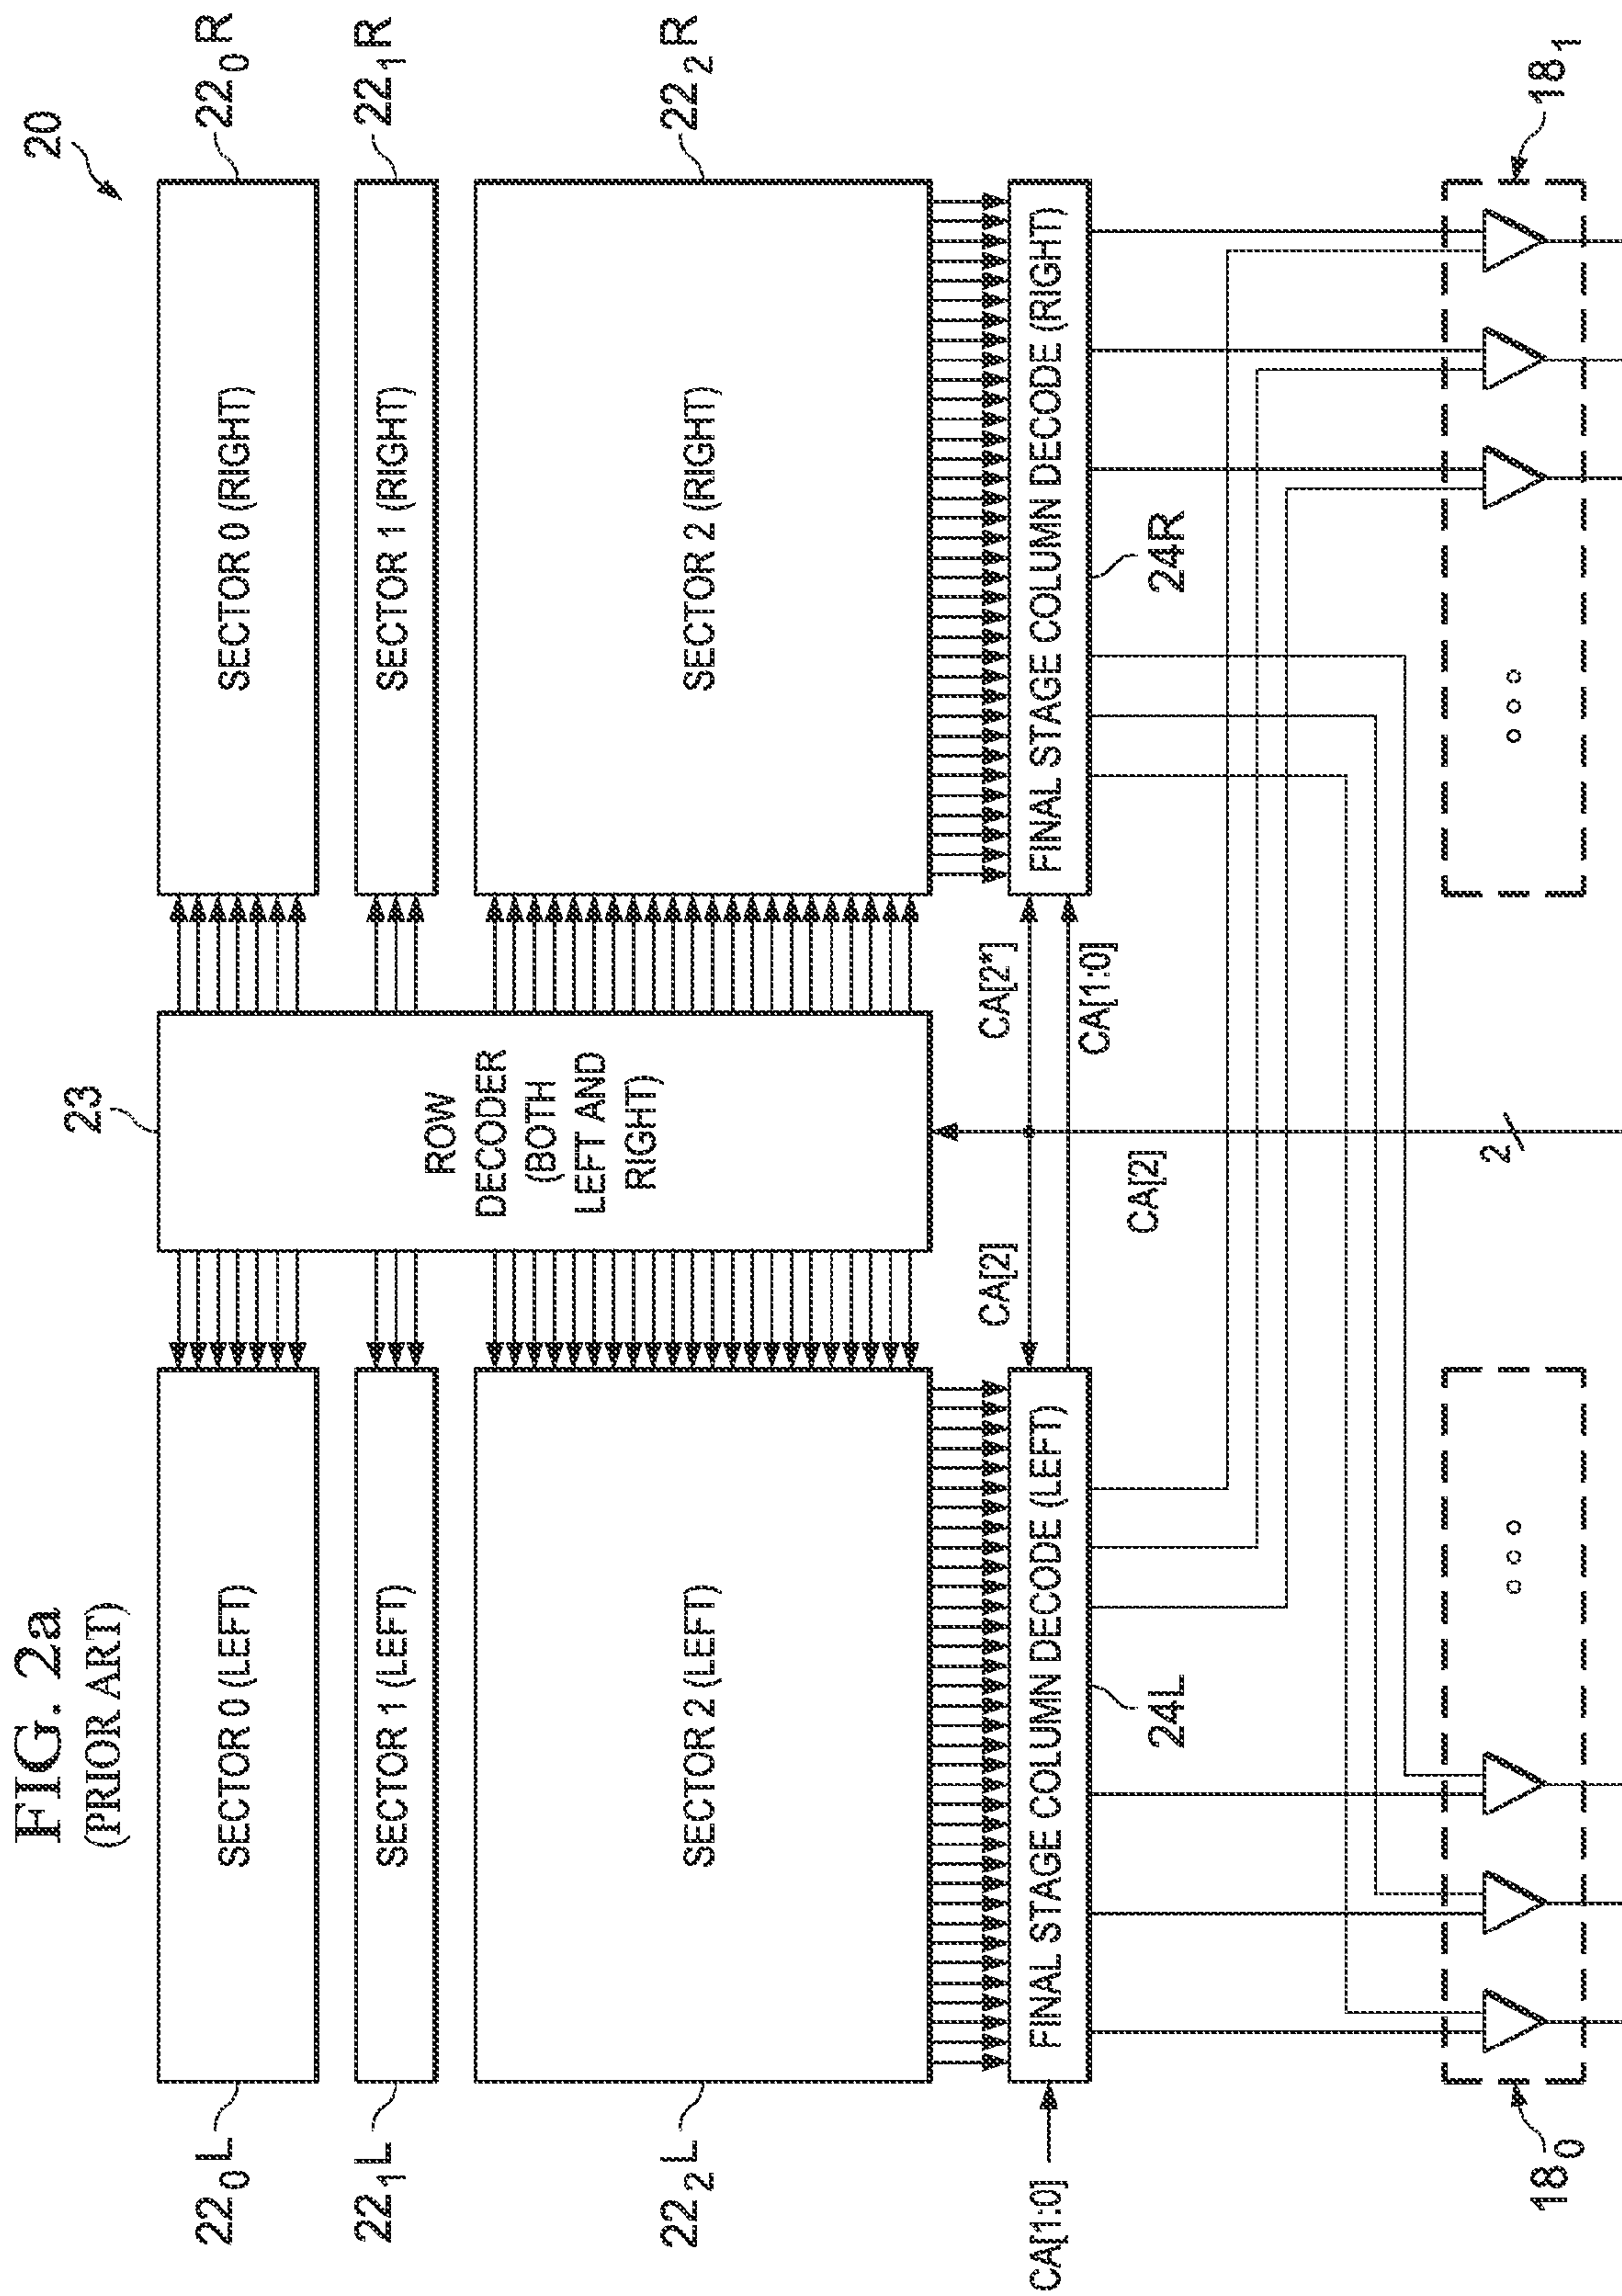 FIG. 2a
(PRIOR ART)
20
23
22₀L
SECTOR 0 (LEFT)
SECTOR 0 (RIGHT)
22₀R
22₁L
SECTOR 1 (LEFT)
SECTOR 1 (RIGHT)
22₁R
ROW
DECODER
(BOTH
LEFT AND
RIGHT)
22₂L
SECTOR 2 (LEFT)
SECTOR 2 (RIGHT)
22₂R
CA[2]
CA[2*]
CA[1:0]
FINAL STAGE COLUMN DECODE (LEFT)
FINAL STAGE COLUMN DECODE (RIGHT)
CA[1:0]
CA[2]
24L
24R
2
18₀
18₁